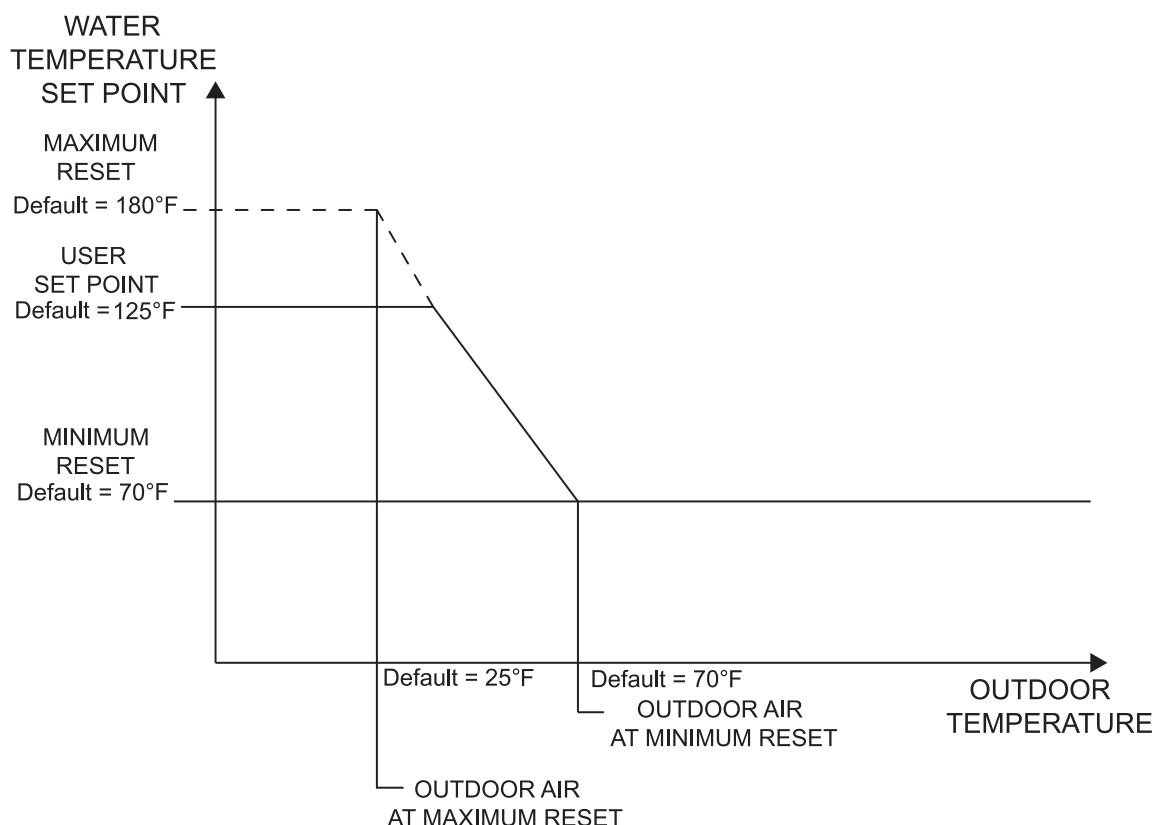 WATER
TEMPERATURE
SET POINT
MAXIMUM
RESET
Default = 180°F
USER
SET POINT
Default = 125°F
MINIMUM
RESET
Default = 70°F
Default = 25°F
Default = 70°F
OUTDOOR AIR
AT MINIMUM RESET
OUTDOOR
TEMPERATURE
OUTDOOR AIR
AT MAXIMUM RESET